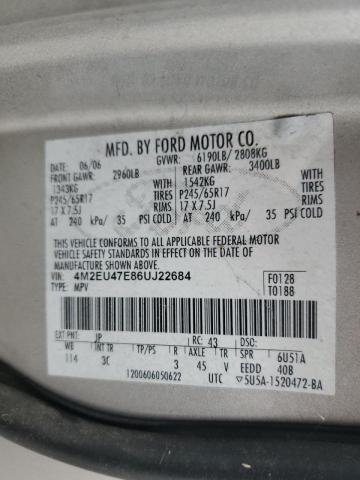 MFD. BY FORD MOTOR CO.
DATE: 06/06 GVWR: 6190LB/ 2808KG
FRONT GAWR: 2960LB REAR GAWR: 3400LB
1343KG WITH 1542KG WITH
P245/65R17 TIRES P245/65R17 TIRES
17 X 7.5J RIMS 17 X 7.5J RIMS
AT 240 kPa/ 35 PSI COLD AT 240 kPa/ 35 PSI COLD
THIS VEHICLE CONFORMS TO ALL APPLICABLE FEDERAL MOTOR
VEHICLE SAFETY AND THEFT PREVENTION STANDARDS IN EFFECT
ON THE DATE OF MANUFACTURE SHOWN ABOVE.
VIN: 4M2EU47E86UJ22684 F0128
TYPE: MPV T0188
EXT PNT: JP RC: 43 DSC:
WB BRK INT TR TP/PS R AXLE TR SPR 6U51A
114 3C 3 45 V EEDD 40B
1200606050622 UTC 5U5A-1520472-BA